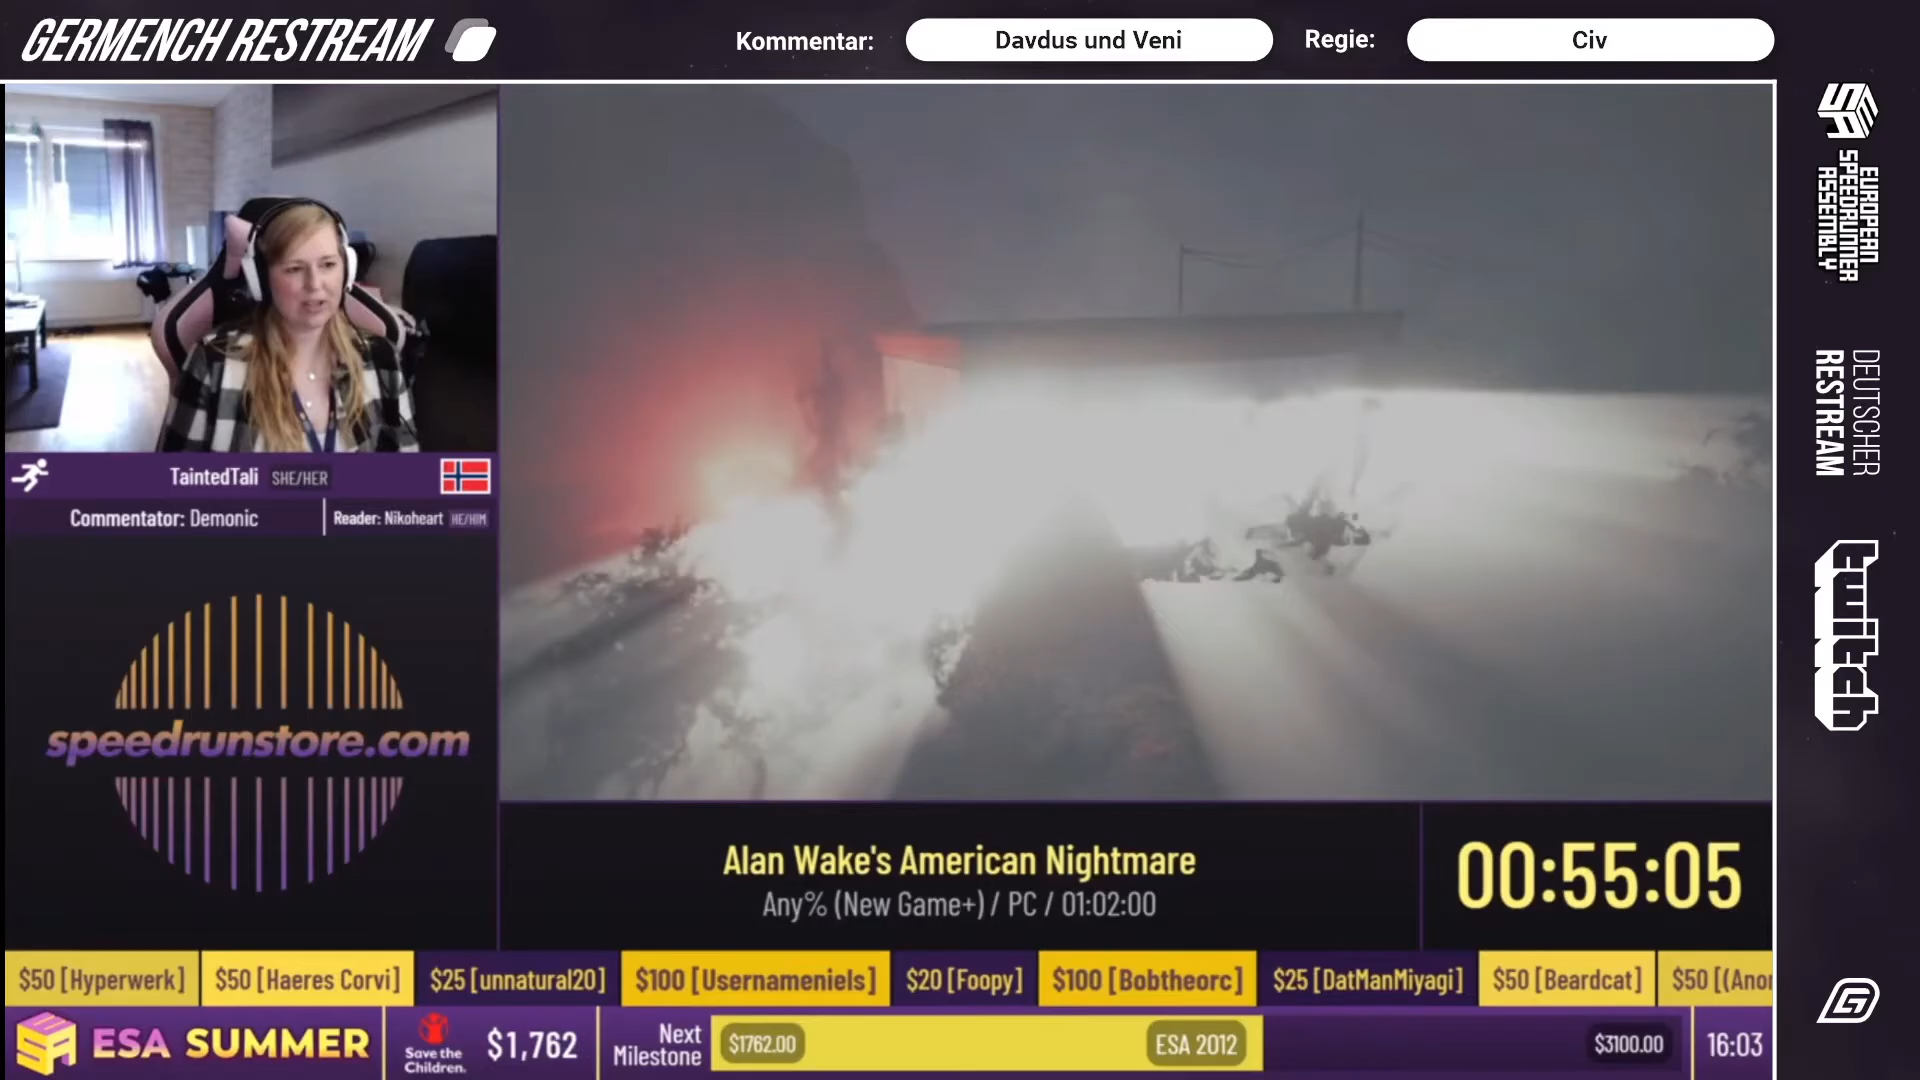 GERMENCH RESTREAM
Kommentar: Davdus und Veni
Regie: Civ
TaintedTali SHE/HER
Commentator: Demonic
Reader: Nikoheart HE/HIM
speedrunstore.com
Alan Wake's American Nightmare
Any% (New Game+) / PC / 01:02:00
00:55:05
$50 [Hyperwerk] $50 [Haeres Corvi] $25 [unnatural20] $100 [Usernameniels] $20 [Foopy] $100 [Bobtheorc] $25 [DatManMiyagi] $50 [Beardcat] $50 [(Anon
ESA SUMMER
Save the
Children.
$1,762
Next
Milestone
$1762.00
ESA 2012
$3100.00
16:03
EUROPEAN
SPEEDRUNNER
ASSEMBLY
DEUTSCHER
RESTREAM
twitch